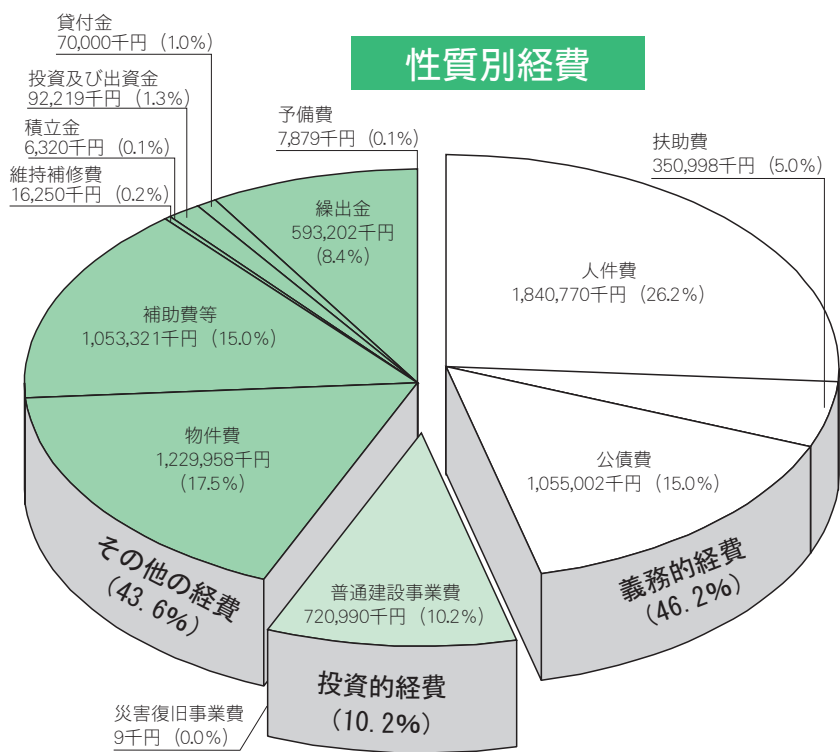 性質別経費
貸付金
70,000千円 (1.0%)
投資及び出資金
92,219千円 (1.3%)
積立金
6,320千円 (0.1%)
維持補修費
16,250千円 (0.2%)
予備費
7,879千円 (0.1%)
扶助費
350,998千円 (5.0%)
繰出金
593,202千円
(8.4%)
人件費
1,840,770千円 (26.2%)
補助費等
1,053,321千円 (15.0%)
物件費
1,229,958千円
(17.5%)
公債費
1,055,002千円 (15.0%)
その他の経費
(43.6%)
普通建設事業費
720,990千円 (10.2%)
義務的経費
(46.2%)
投資的経費
(10.2%)
災害復旧事業費
9千円 (0.0%)